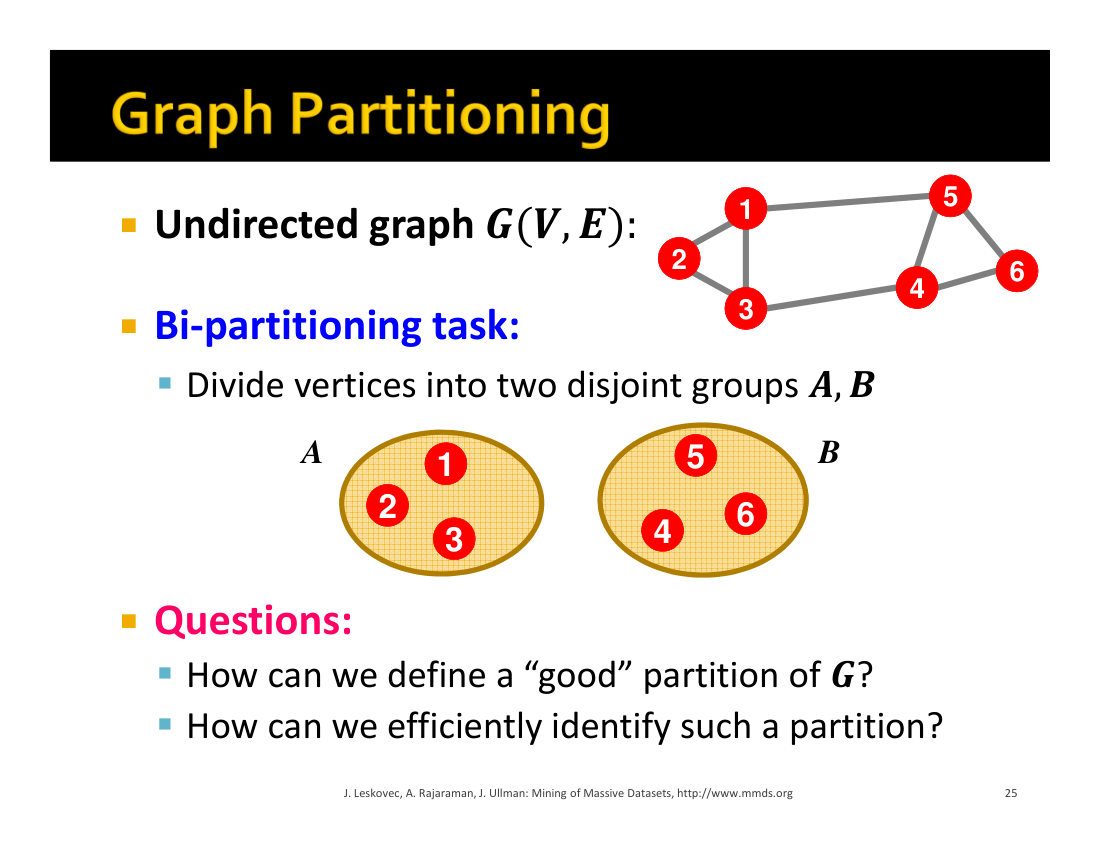 Graph Partitioning
Undirected graph G(V, E):
1
5
2
6
4
3
Bi-partitioning task:
Divide vertices into two disjoint groups A, B
A
1
2
3
B
5
6
4
Questions:
How can we define a “good” partition of G?
How can we efficiently identify such a partition?
J. Leskovec, A. Rajaraman, J. Ullman: Mining of Massive Datasets, http://www.mmds.org
25